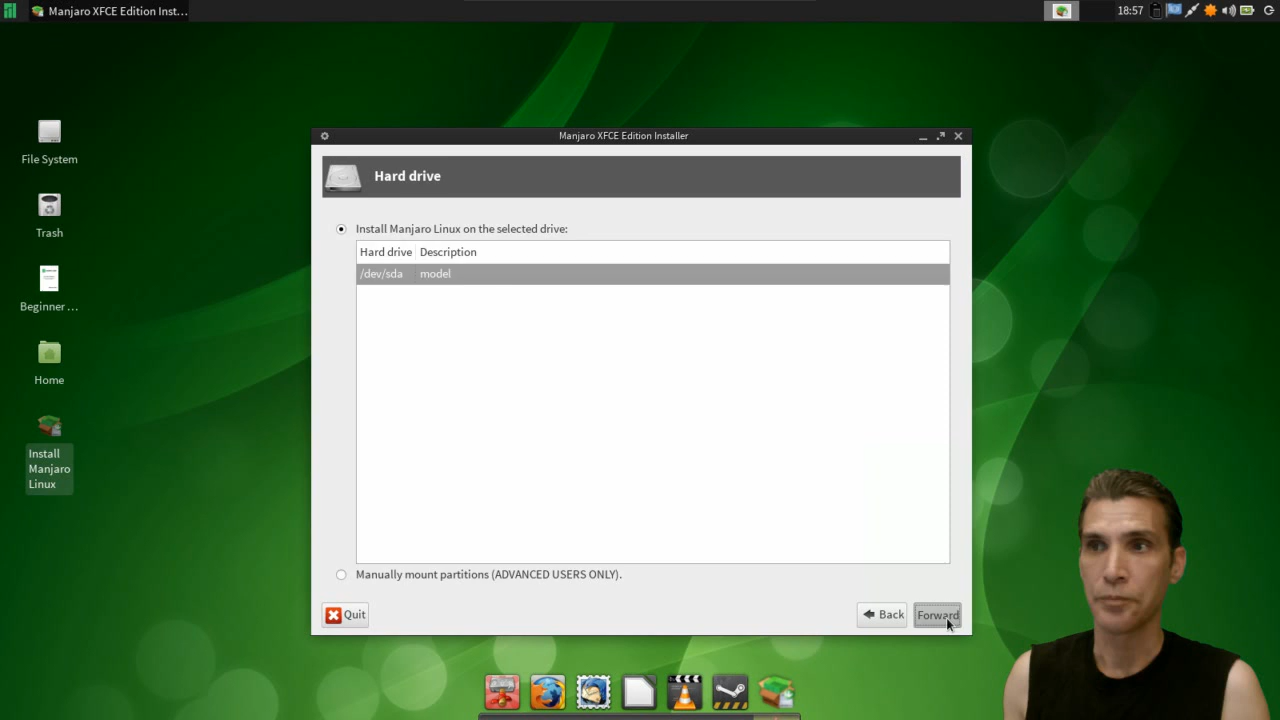 Manjaro XFCE Edition Inst...
18:57
File System
Trash
Beginner ...
Home
Install
Manjaro
Linux
Manjaro XFCE Edition Installer
Hard drive
Install Manjaro Linux on the selected drive:
Hard drive Description
/dev/sda model
Manually mount partitions (ADVANCED USERS ONLY).
Quit
Back
Forward